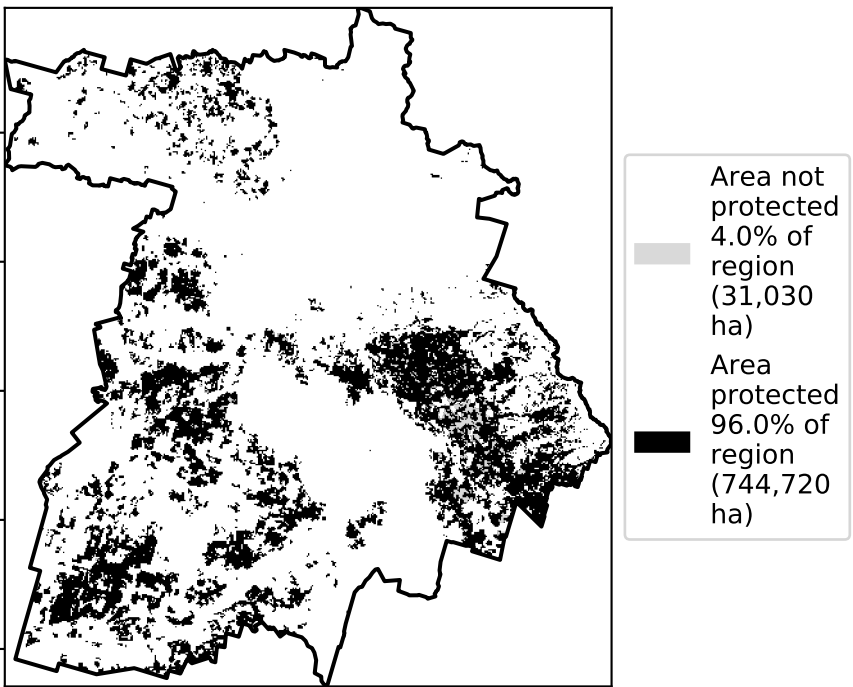 Area not
protected
4.0% of
region
(31,030
ha)
Area
protected
96.0% of
region
(744,720
ha)